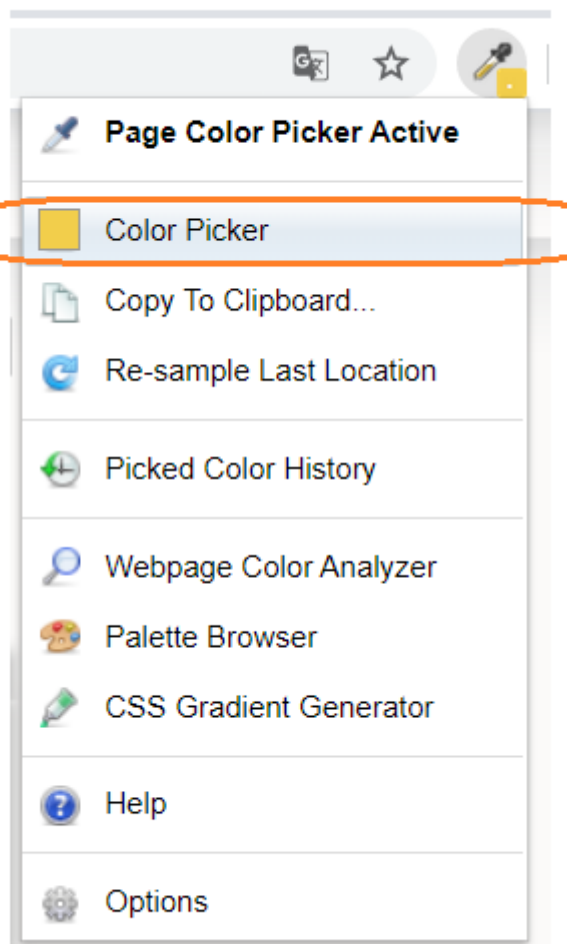 Page Color Picker Active
Color Picker
Copy To Clipboard...
Re-sample Last Location
Picked Color History
Webpage Color Analyzer
Palette Browser
CSS Gradient Generator
Help
Options